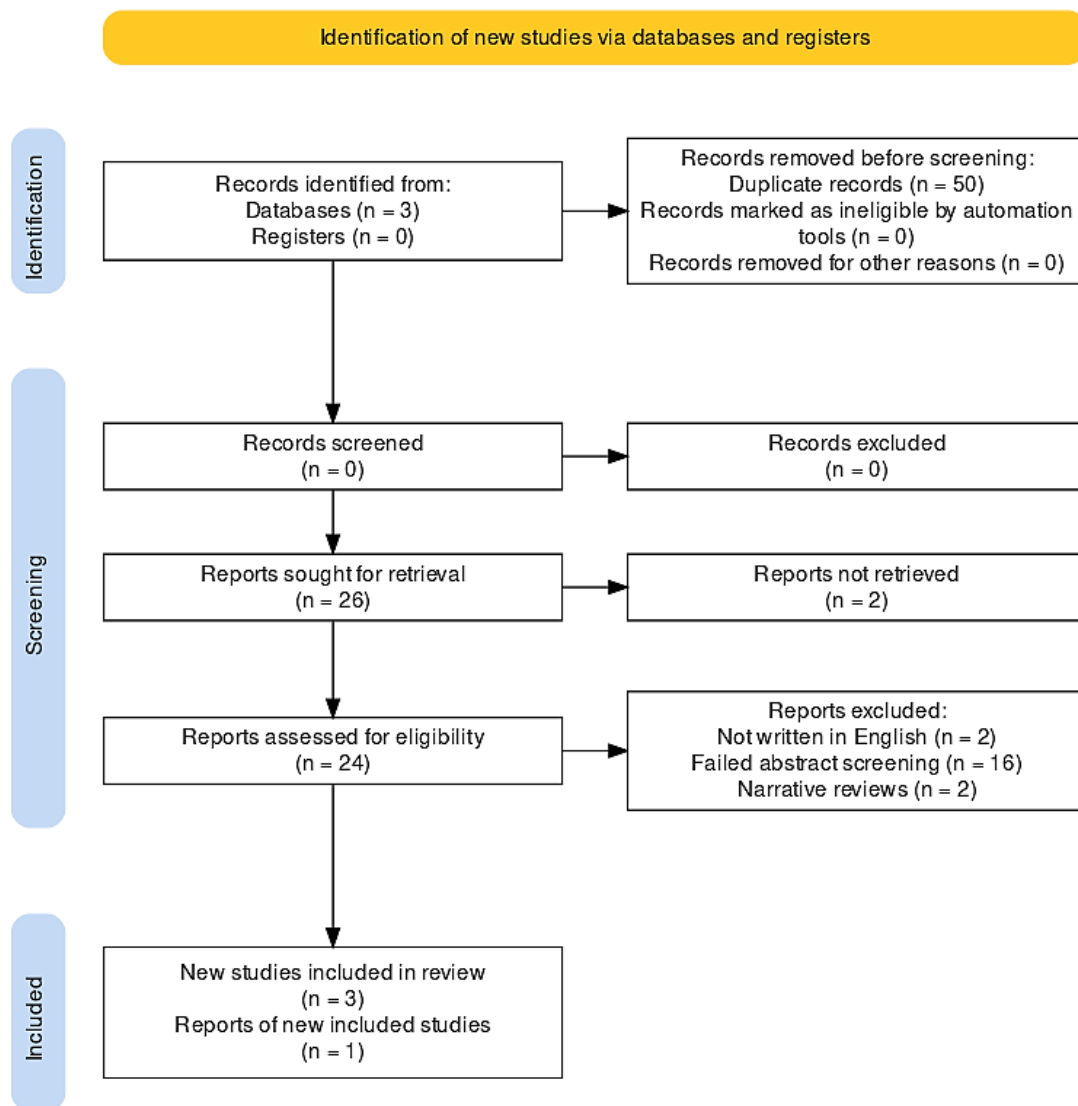 Identification of new studies via databases and registers
Identification
Records identified from:
Databases (n = 3)
Registers (n = 0)
Records removed before screening:
Duplicate records (n = 50)
Records marked as ineligible by automation
tools (n = 0)
Records removed for other reasons (n = 0)
Screening
Records screened
(n = 0)
Records excluded
(n = 0)
Reports sought for retrieval
(n = 26)
Reports not retrieved
(n = 2)
Reports assessed for eligibility
(n = 24)
Reports excluded:
Not written in English (n = 2)
Failed abstract screening (n = 16)
Narrative reviews (n = 2)
Included
New studies included in review
(n = 3)
Reports of new included studies
(n = 1)